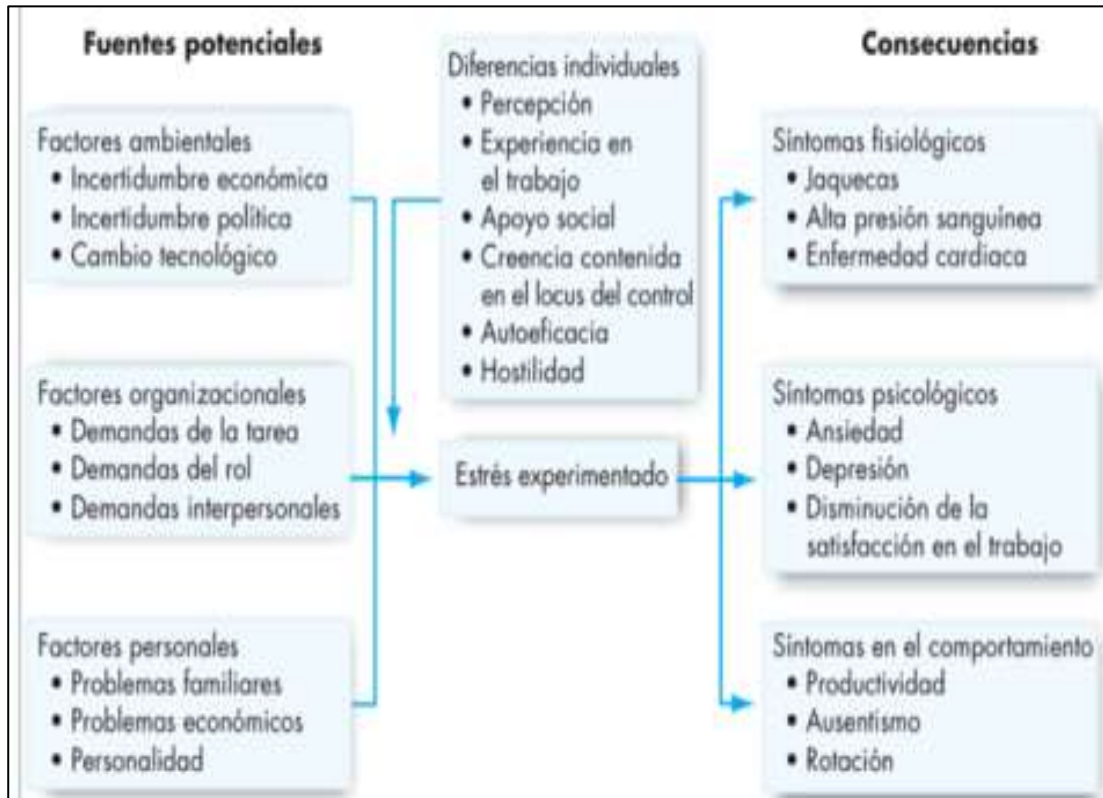 Fuentes potenciales
Factores ambientales
• Incertidumbre económica
• Incertidumbre política
• Cambio tecnológico
Factores organizacionales
• Demandas de la tarea
• Demandas del rol
• Demandas interpersonales
Factores personales
• Problemas familiares
• Problemas económicos
• Personalidad
Diferencias individuales
• Percepción
• Experiencia en
el trabajo
• Apoyo social
• Creencia contenida
en el locus del control
• Autoeficacia
• Hostilidad
Estrés experimentado
Consecuencias
Síntomas fisiológicos
• Jaquecas
• Alta presión sanguínea
• Enfermedad cardiaca
Síntomas psicológicos
• Ansiedad
• Depresión
• Disminución de la
satisfacción en el trabajo
Síntomas en el comportamiento
• Productividad
• Ausentismo
• Rotación